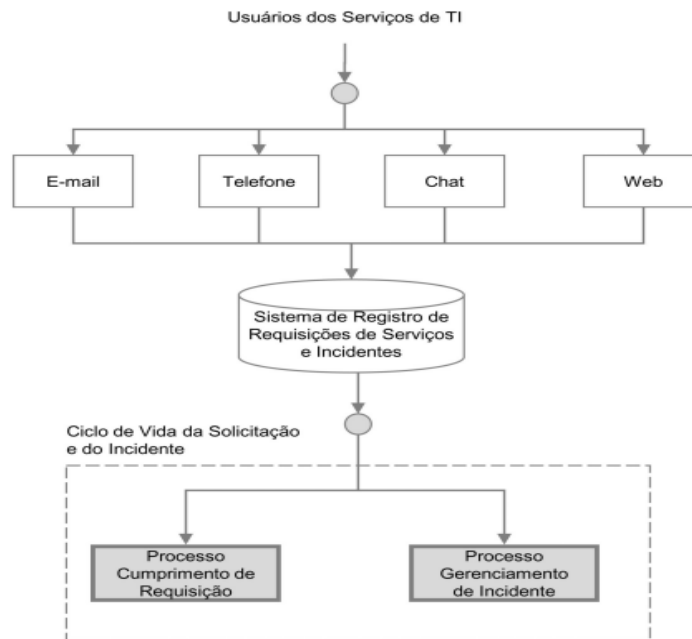 Usuários dos Serviços de TI
E-mail
Telefone
Chat
Web
Sistema de Registro de
Requisições de Serviços
e Incidentes
Ciclo de Vida da Solicitação
e do Incidente
Processo
Cumprimento de
Requisição
Processo
Gerenciamento
de Incidente